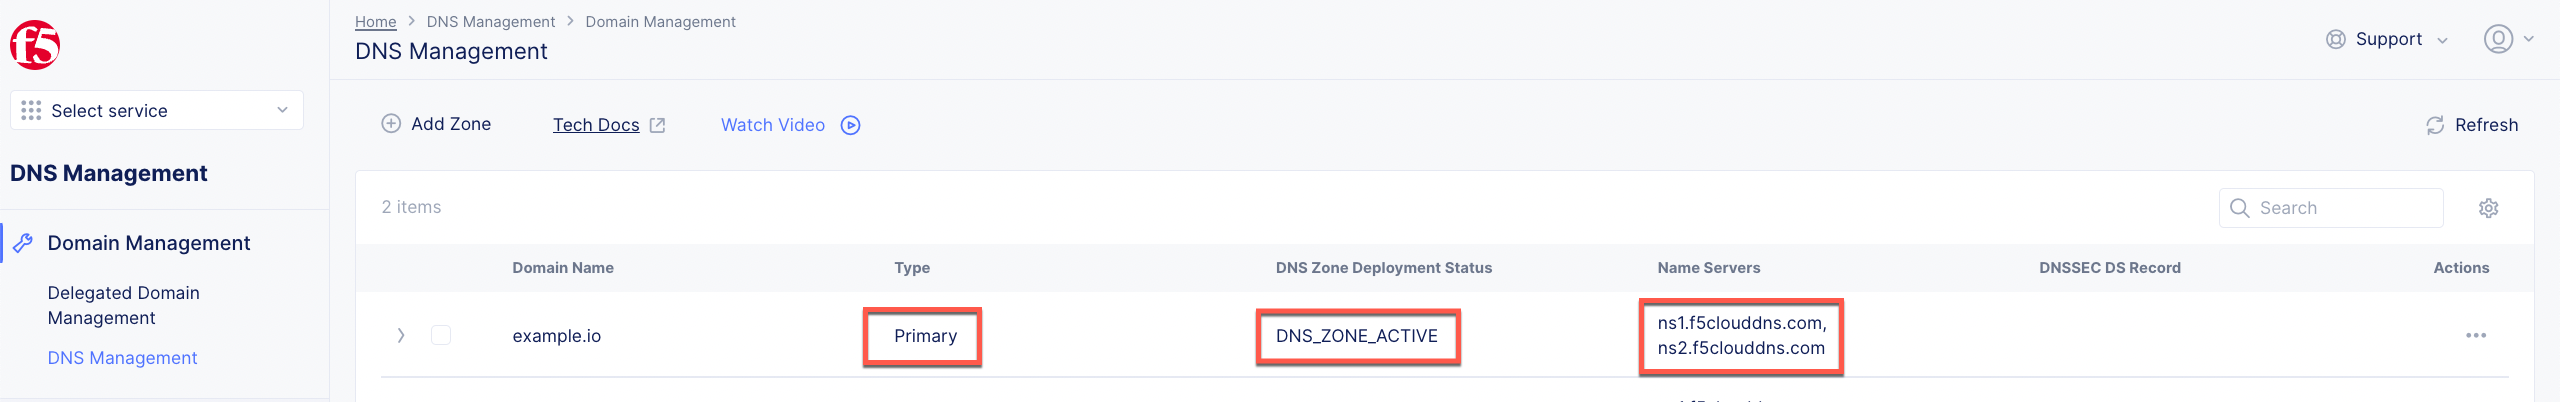 Home > DNS Management > Domain Management
DNS Management
Support
f5
Select service
DNS Management
Domain Management
Delegated Domain
Management
DNS Management
Add Zone
Tech Docs
Watch Video
Refresh
2 items
Search
Domain Name
Type
DNS Zone Deployment Status
Name Servers
DNSSEC DS Record
Actions
example.io
Primary
DNS_ZONE_ACTIVE
ns1.f5clouddns.com,
ns2.f5clouddns.com